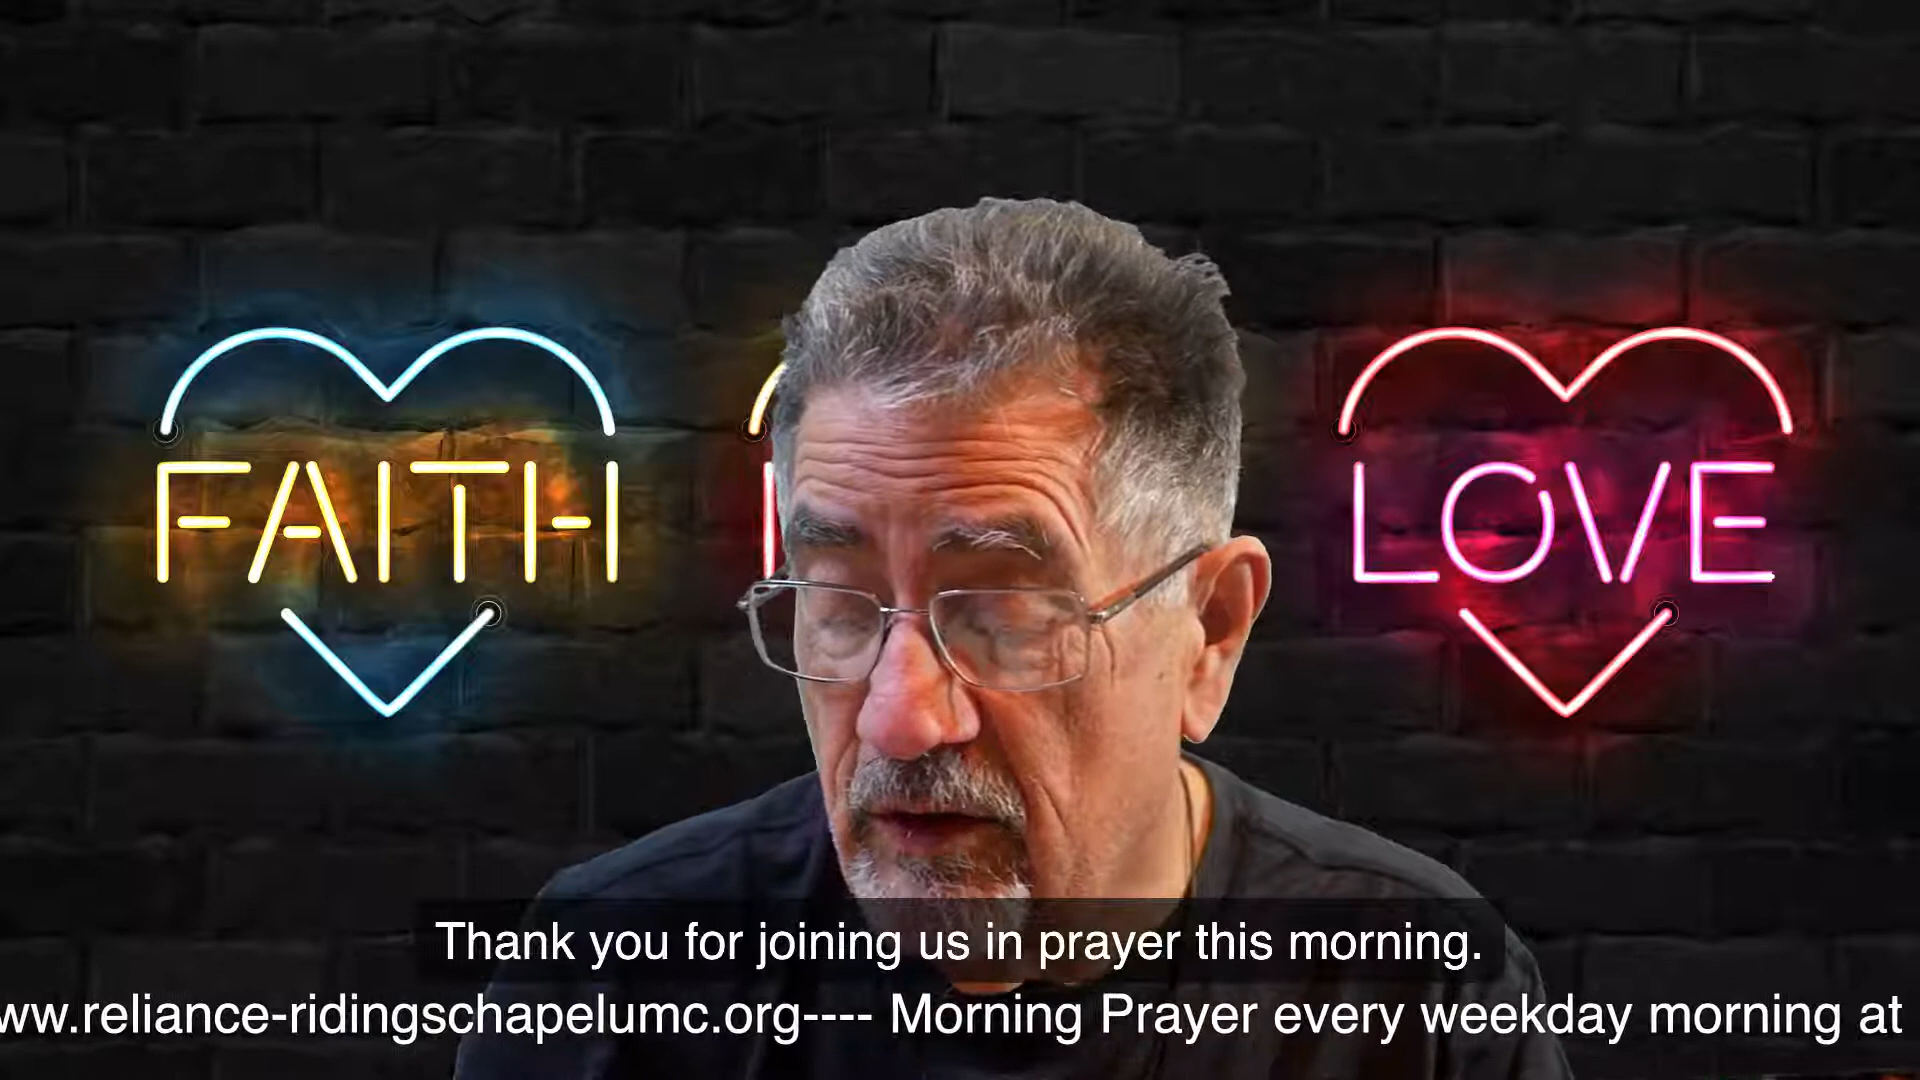 FAITH
LOVE
Thank you for joining us in prayer this morning.
ww.reliance-ridingschapelumc.org---- Morning Prayer every weekday morning at